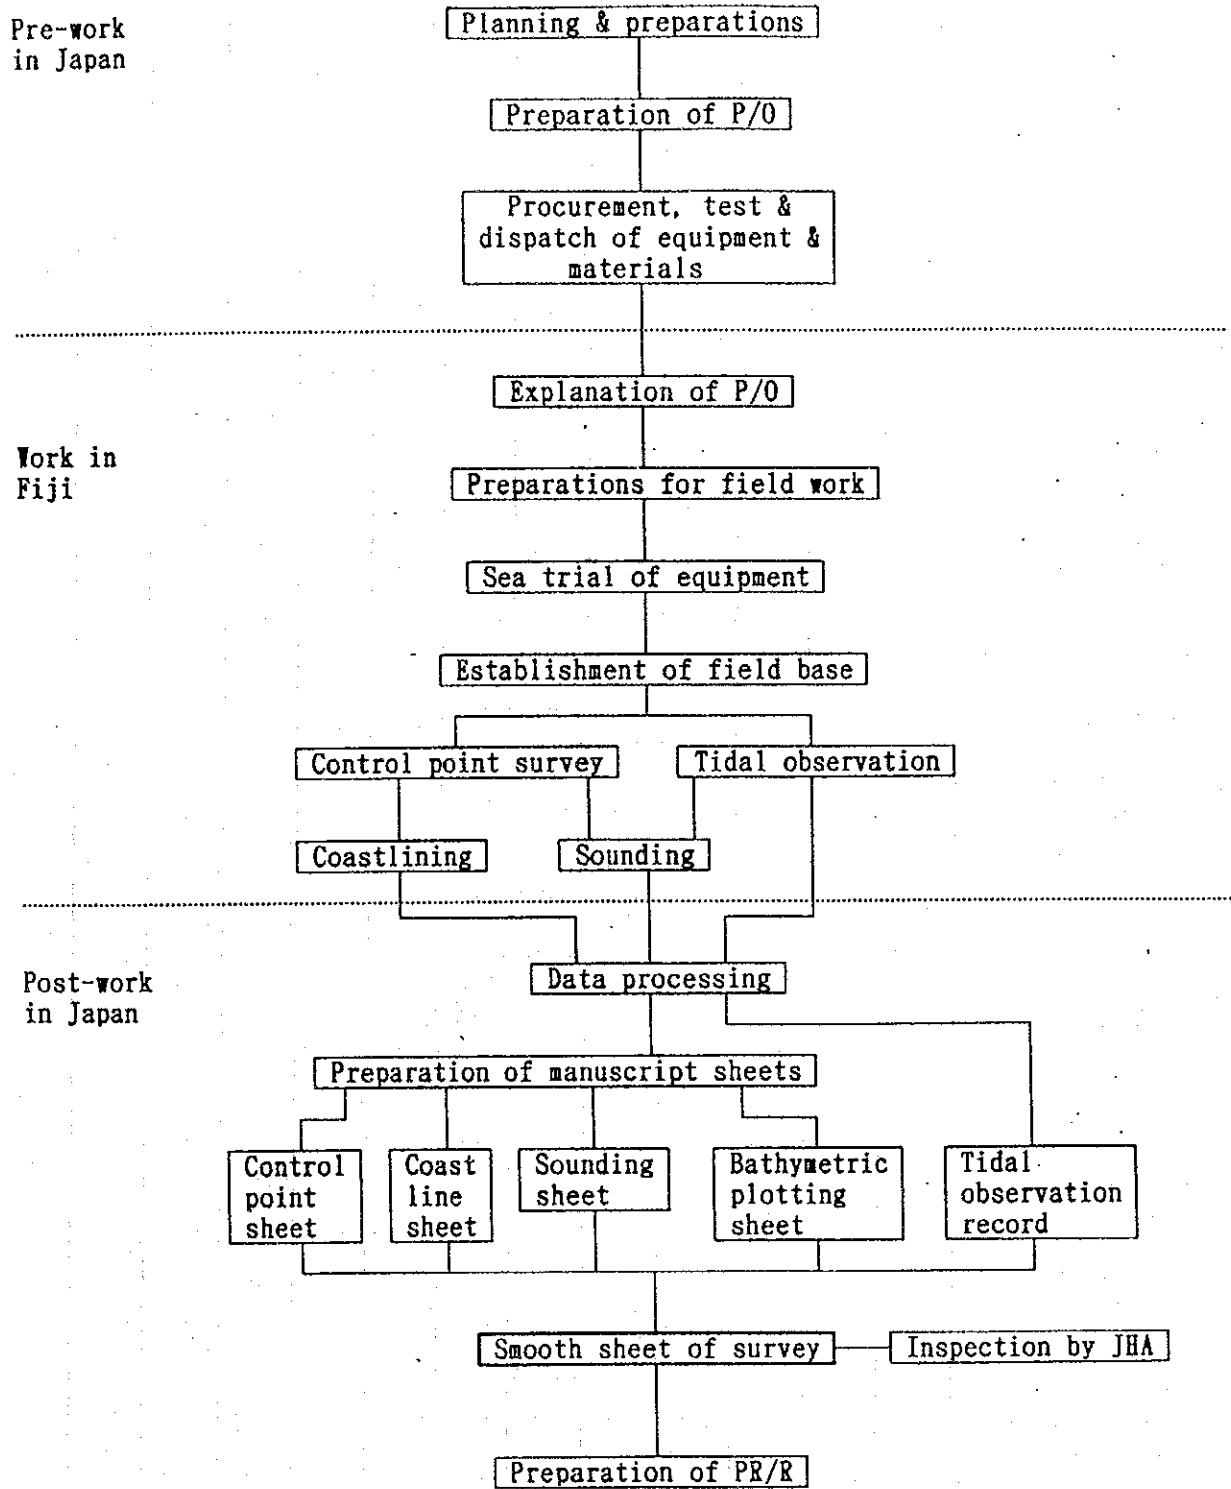 Pre-work
in Japan
Planning & preparations
Preparation of P/O
Procurement, test &
dispatch of equipment &
materials
Work in
Fiji
Explanation of P/O
Preparations for field work
Sea trial of equipment
Establishment of field base
Control point survey
Tidal observation
Coastlining
Sounding
Post-work
in Japan
Data processing
Preparation of manuscript sheets
Control
point
sheet
Coast
line
sheet
Sounding
sheet
Bathymetric
plotting
sheet
Tidal
observation
record
Smooth sheet of survey
Inspection by JHA
Preparation of PR/R